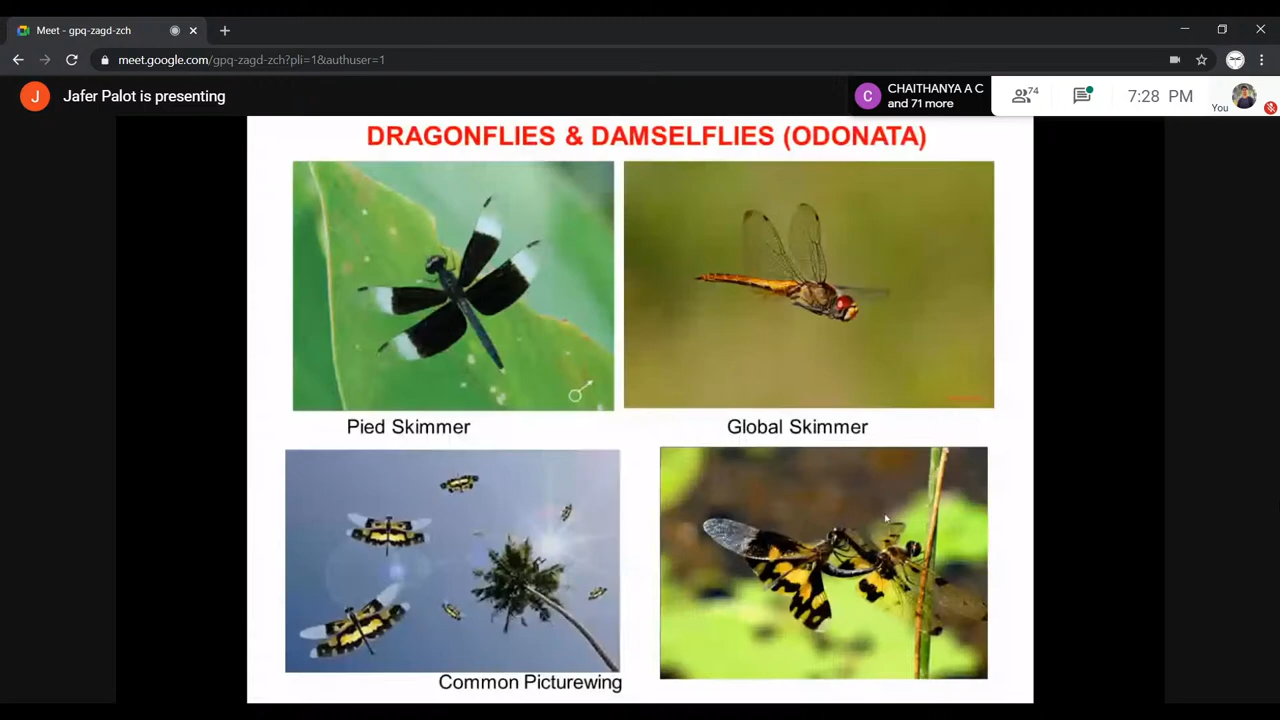 Meet - gpq-zagd-zch
meet.google.com/gpq-zagd-zch?pli=1&authuser=1
J
Jafer Palot is presenting
C
CHAITHANYA A C
and 71 more
74
7:28 PM
You
DRAGONFLIES & DAMSELFLIES (ODONATA)
Pied Skimmer
Global Skimmer
Common Picturewing